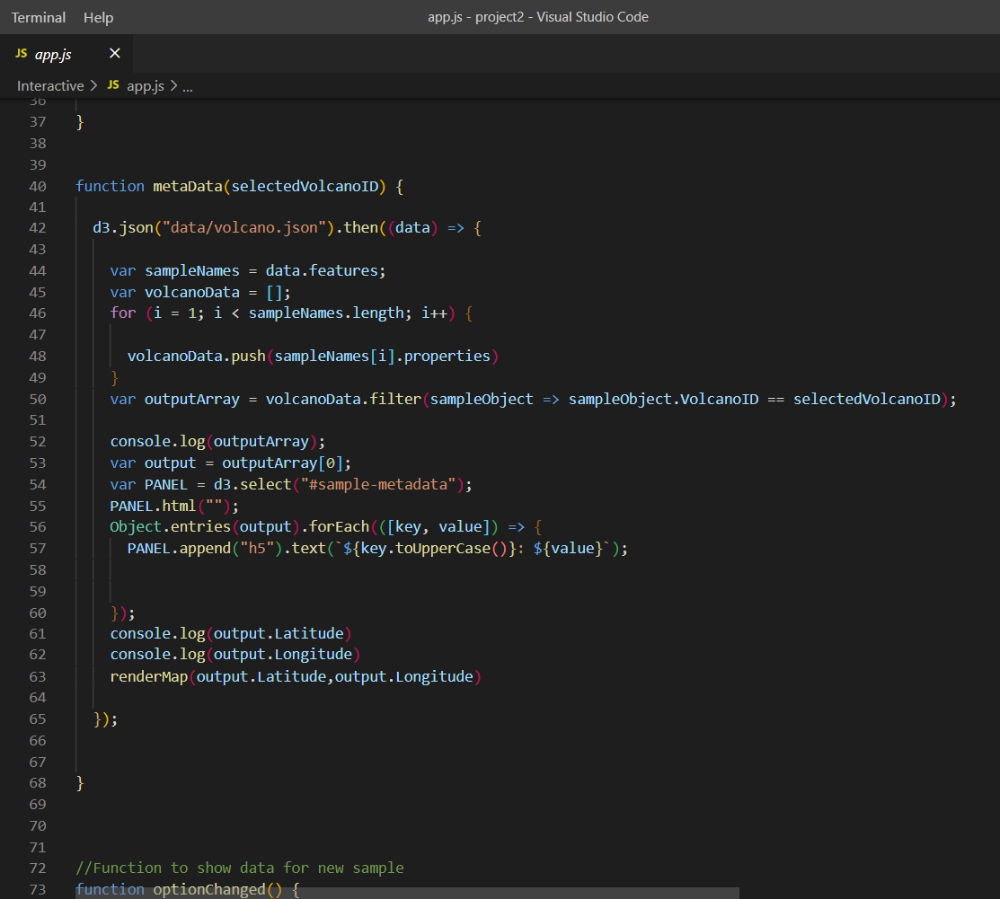 Terminal Help app.js - project2 - Visual Studio Code
JS app.js ×
Interactive > JS app.js > ...
36
37 }
38
39
40 function metaData(selectedVolcanoID) {
41
42 d3.json("data/volcano.json").then((data) => {
43
44 var sampleNames = data.features;
45 var volcanoData = [];
46 for (i = 1; i < sampleNames.length; i++) {
47
48 volcanoData.push(sampleNames[i].properties)
49 }
50 var outputArray = volcanoData.filter(sampleObject => sampleObject.VolcanoID == selectedVolcanoID);
51
52 console.log(outputArray);
53 var output = outputArray[0];
54 var PANEL = d3.select("#sample-metadata");
55 PANEL.html("");
56 Object.entries(output).forEach(([key, value]) => {
57 PANEL.append("h5").text(`${key.toUpperCase()}: ${value}`);
58
59
60 });
61 console.log(output.Latitude)
62 console.log(output.Longitude)
63 renderMap(output.Latitude,output.Longitude)
64
65 });
66
67
68 }
69
70
71
72 //Function to show data for new sample
73 function optionChanged() {